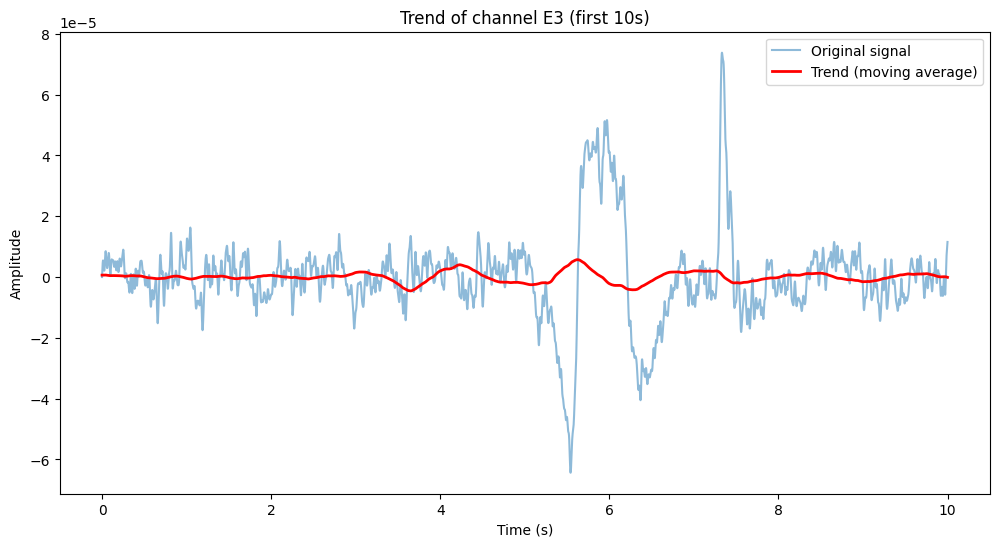 Trend of channel E3 (first 10s)
1e−5
Original signal
Trend (moving average)
8
6
4
2
0
−2
−4
−6
Amplitude
0 2 4 6 8 10
Time (s)